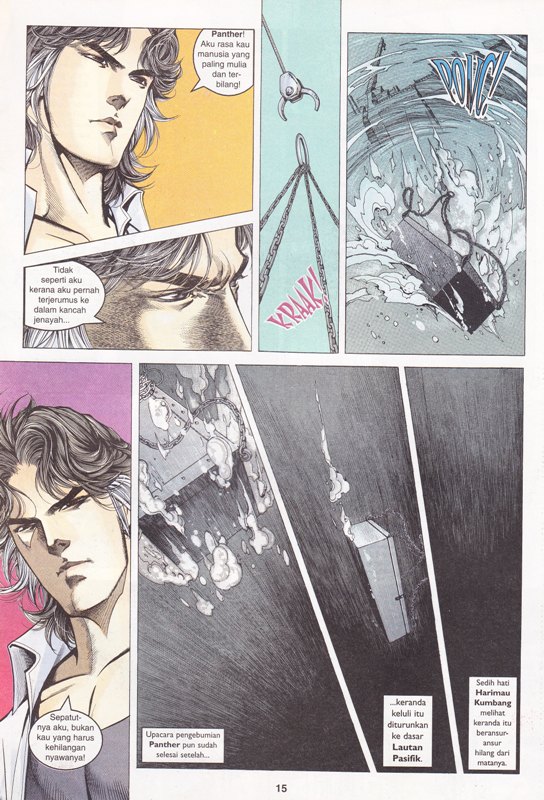 Panther!
Aku rasa kau
manusia yang
paling mulia
dan ter-
bilang!
Tidak
seperti aku
kerana aku pernah
terjerumus ke
dalam kancah
jenayah...
KRAAK!
POW!
Sepatut-
nya aku, bukan
kau yang harus
kehilangan
nyawanya!
Upacara pengebumian
Panther pun sudah
selesai setelah...
...keranda
keluli itu
diturunkan
ke dasar
Lautan
Pasifik.
Sedih hati
Harimau
Kumbang
melihat
keranda itu
beransur-
ansur
hilang dari
matanya.
15